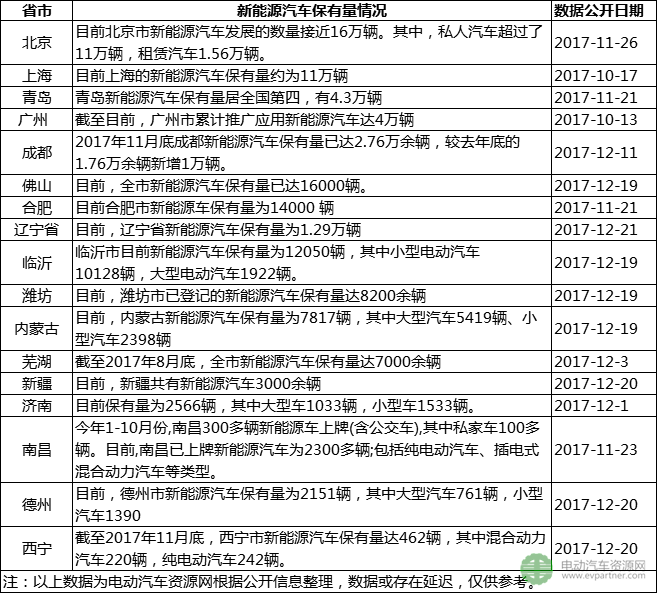 省市 新能源汽车保有量情况 数据公开日期
北京 目前北京市新能源汽车发展的数量接近16万辆。其中，私人汽车超过了
11万辆，租赁汽车1.56万辆。 2017-11-26
上海 目前上海的新能源汽车保有量约为11万辆 2017-10-17
青岛 青岛新能源汽车保有量居全国第四，有4.3万辆 2017-11-21
广州 截至目前，广州市累计推广应用新能源汽车达4万辆 2017-10-13
成都 2017年11月底成都新能源汽车保有量已达2.76万余辆，较去年底的
1.76万余辆新增1万辆。 2017-12-11
佛山 目前，全市新能源汽车保有量已达16000辆。 2017-12-19
合肥 目前合肥市新能源车保有量为14000 辆 2017-11-21
辽宁省 目前，辽宁省新能源汽车保有量为1.29万辆 2017-12-21
临沂 临沂市目前新能源汽车保有量为12050辆，其中小型电动汽车
10128辆，大型电动汽车1922辆。 2017-12-19
潍坊 目前，潍坊市已登记的新能源汽车保有量达8200余辆 2017-12-19
内蒙古 目前，内蒙古新能源汽车保有量为7817辆，其中大型汽车5419辆、小
型汽车2398辆 2017-12-19
芜湖 截至2017年8月底，全市新能源汽车保有量达7000余辆 2017-12-3
新疆 目前，新疆共有新能源汽车3000余辆 2017-12-20
济南 目前保有量为2566辆，其中大型车1033辆，小型车1533辆。 2017-12-1
南昌 今年1-10月份,南昌300多辆新能源车上牌(含公交车),其中私家车100多
辆。目前,南昌已上牌新能源汽车为2300多辆;包括纯电动汽车、插电式
混合动力汽车等类型。 2017-11-23
德州 目前，德州市新能源汽车保有量为2151辆，其中大型汽车761辆，小型
汽车1390 2017-12-20
西宁 截至2017年11月底，西宁市新能源汽车保有量达462辆，其中混合动力
汽车220辆，纯电动汽车242辆。 2017-12-20
注：以上数据为电动汽车资源网根据公开信息整理，数据或存在延迟，仅供参考。
电动汽车资源网
www.evpartner.com